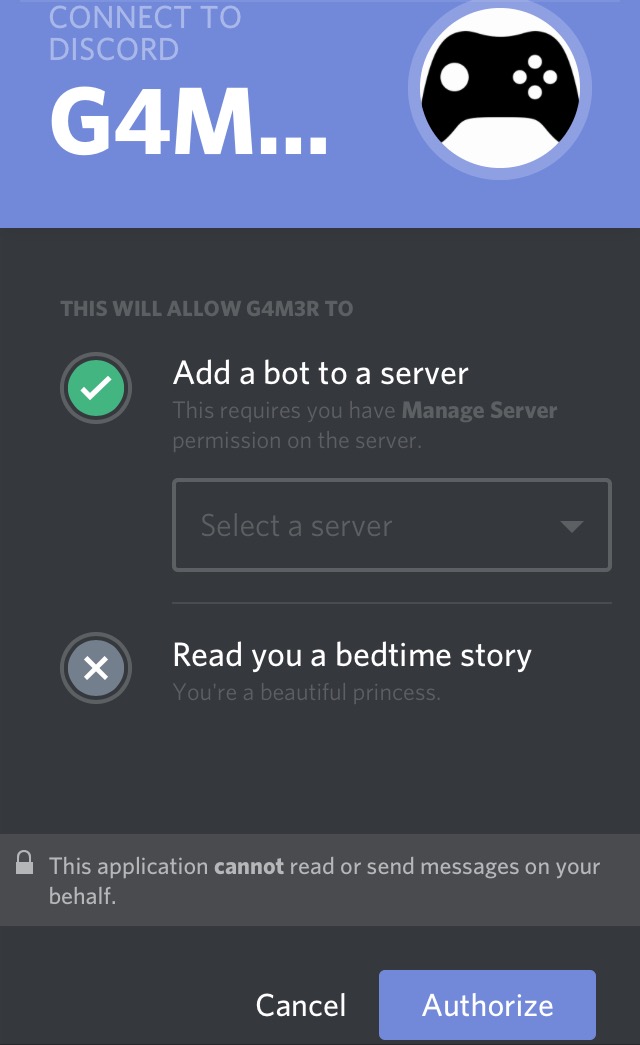 CONNECT TO
DISCORD
G4M...
THIS WILL ALLOW G4M3R TO
Add a bot to a server
This requires you have Manage Server
permission on the server.
Select a server
Read you a bedtime story
You're a beautiful princess.
This application cannot read or send messages on your
behalf.
Cancel
Authorize